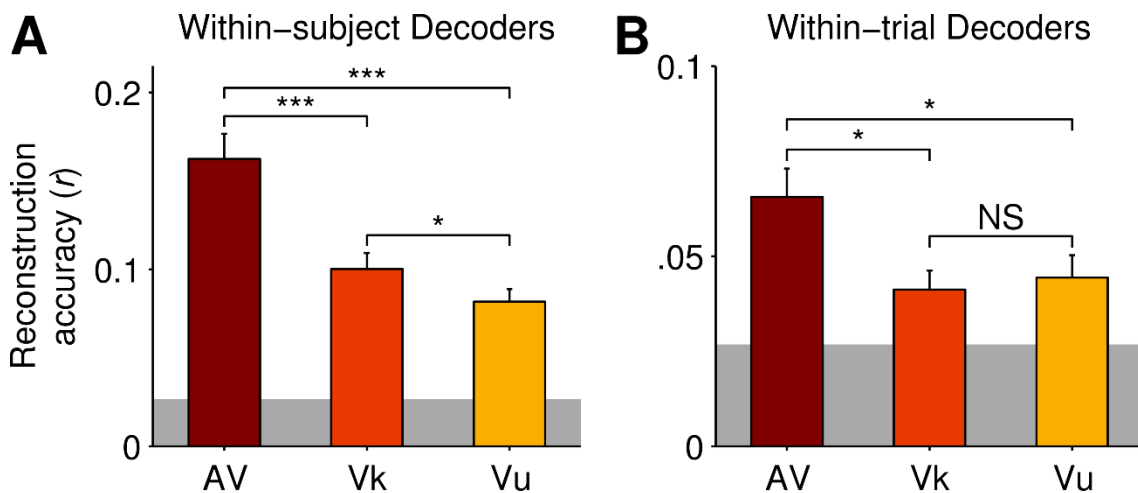 A
Within-subject Decoders
Reconstruction
accuracy (r)
0.2
0.1
0
***
***
*
AV
Vk
Vu
B
Within-trial Decoders
0.1
.05
0
*
*
NS
AV
Vk
Vu